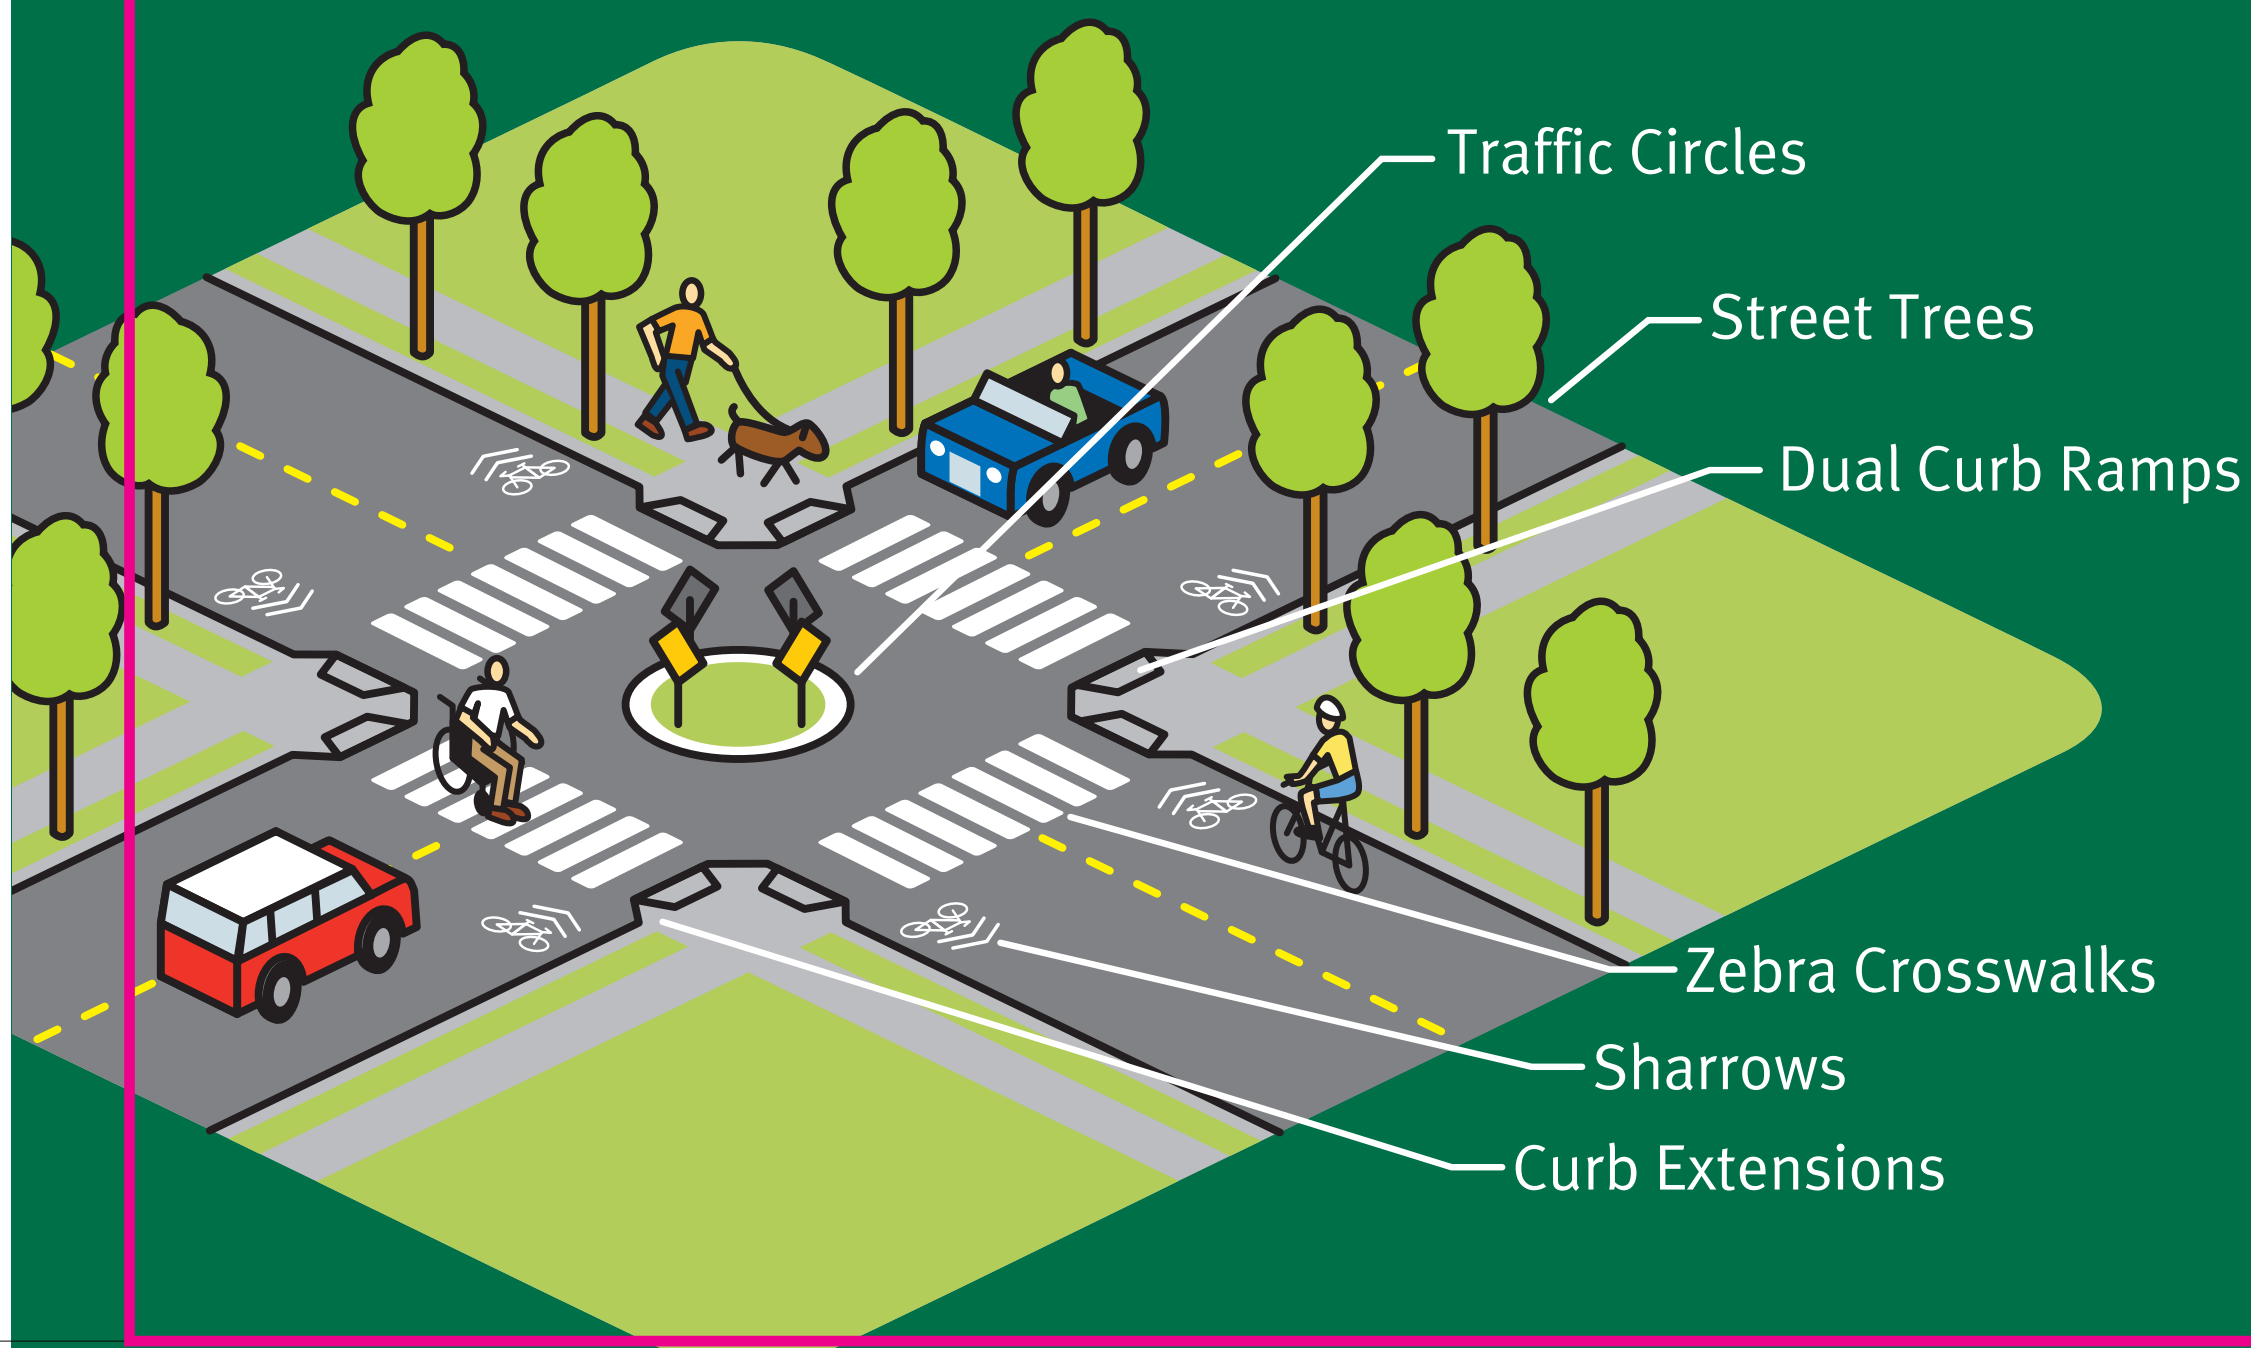 Traffic Circles
Street Trees
Dual Curb Ramps
Zebra Crosswalks
Sharrows
Curb Extensions